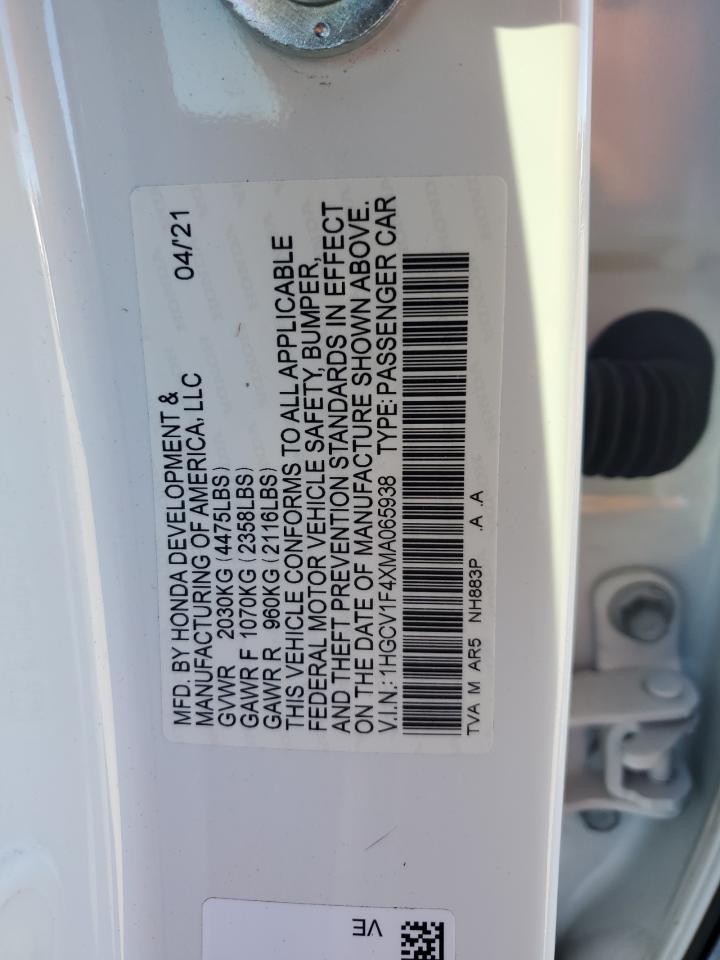 MFD. BY HONDA DEVELOPMENT & 04/'21
MANUFACTURING OF AMERICA, LLC
GVWR 2030KG (4475LBS)
GAWR F 1070KG (2358LBS)
GAWR R 960KG (2116LBS)
THIS VEHICLE CONFORMS TO ALL APPLICABLE
FEDERAL MOTOR VEHICLE SAFETY, BUMPER,
AND THEFT PREVENTION STANDARDS IN EFFECT
ON THE DATE OF MANUFACTURE SHOWN ABOVE.
V.I.N.: 1HGCV1F4XMA065938 TYPE: PASSENGER CAR
TVA M AR5 NH883P .A .A
VE